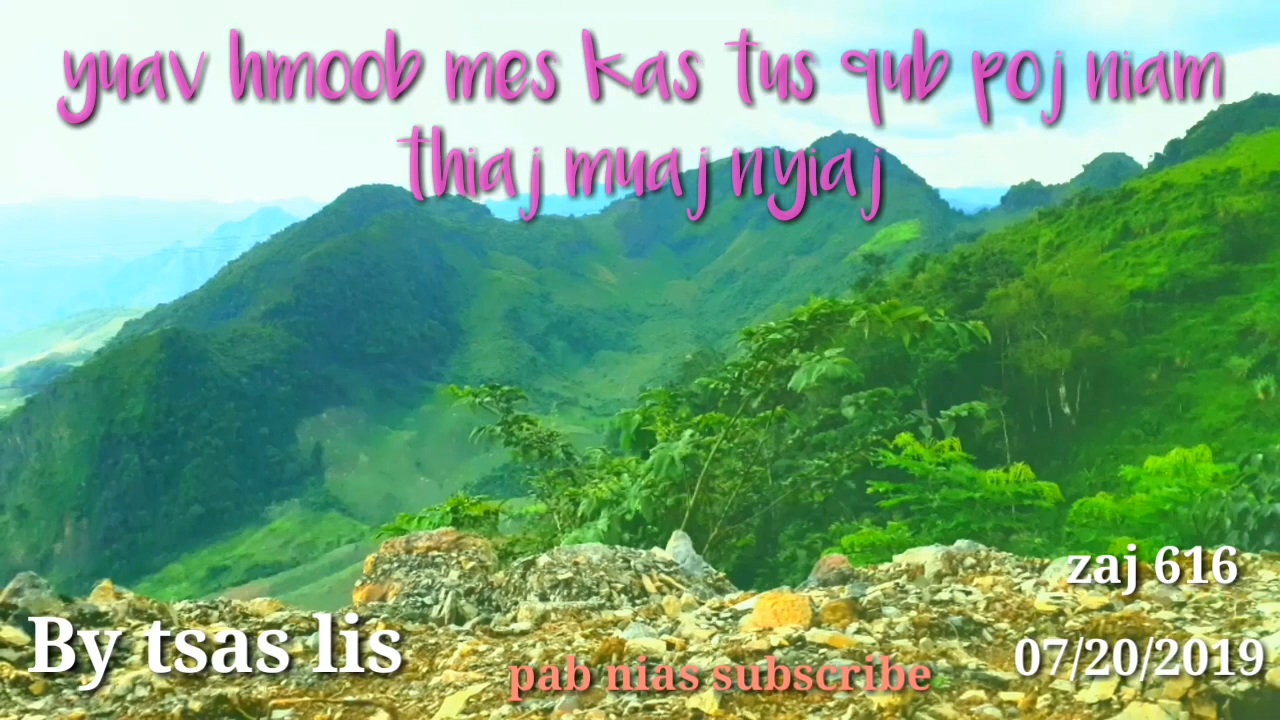 yuav hmoob mes kas tus qub poj niam
thiaj muaj nyiaj
zaj 616
By tsas lis
07/20/2019
pab nias subscribe